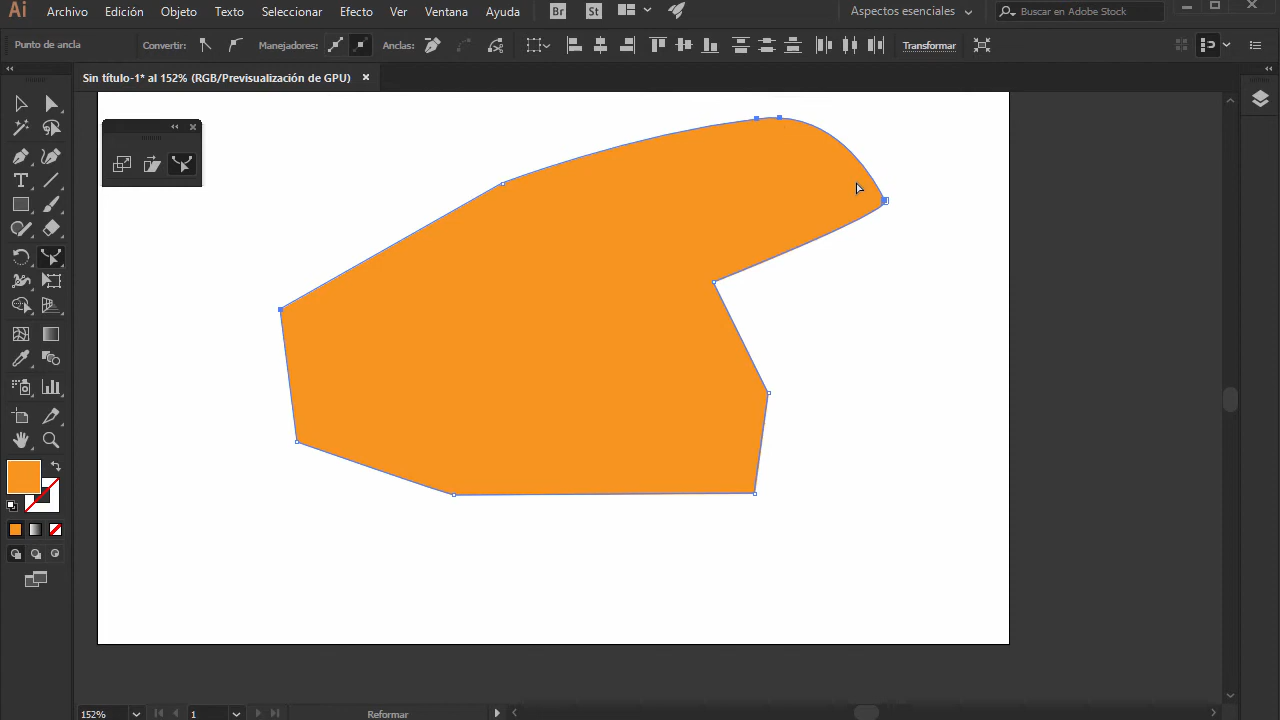 Ai Archivo Edición Objeto Texto Seleccionar Efecto Ver Ventana Ayuda Br St Aspectos esenciales Buscar en Adobe Stock
Punto de ancla Convertir: Manejadores: Anclas: Transformar
Sin título-1* al 152% (RGB/Previsualización de GPU)
152% 1 Reformar